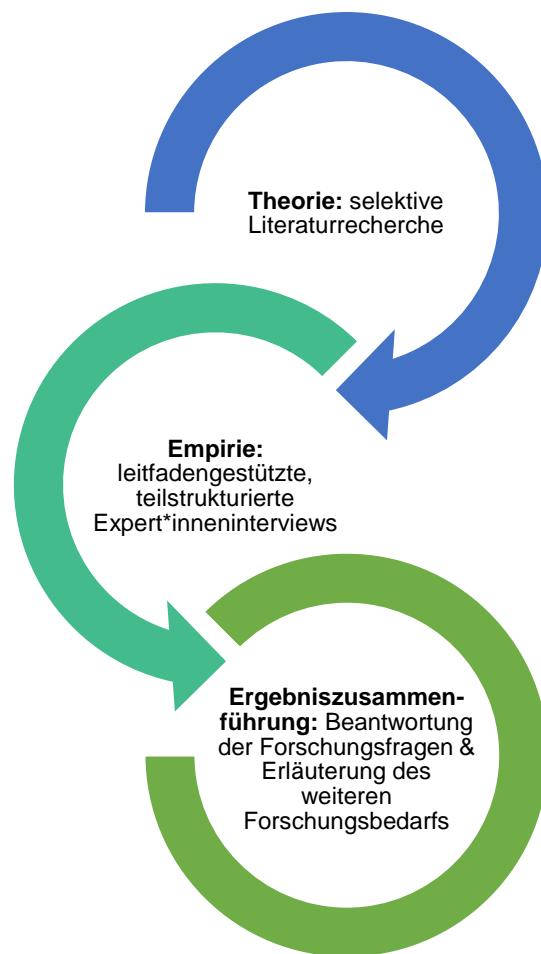 Theorie: selektive
Literaturrecherche
Empirie:
leitfadengestützte,
teilstrukturierte
Expert*inneninterviews
Ergebniszusammen-
führung: Beantwortung
der Forschungsfragen &
Erläuterung des
weiteren
Forschungsbedarfs